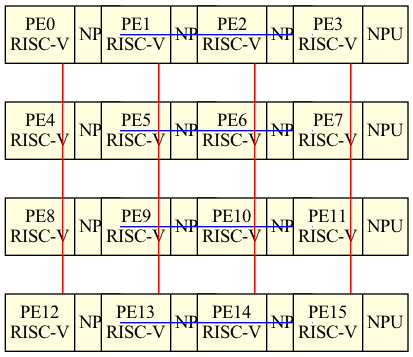 PE0 PE1 PE2 PE3
RISC-V NP RISC-V NP RISC-V NP RISC-V NPU
PE4 PE5 PE6 PE7
RISC-V NP RISC-V NP RISC-V NP RISC-V NPU
PE8 PE9 PE10 PE11
RISC-V NP RISC-V NP RISC-V NP RISC-V NPU
PE12 PE13 PE14 PE15
RISC-V NP RISC-V NP RISC-V NP RISC-V NPU